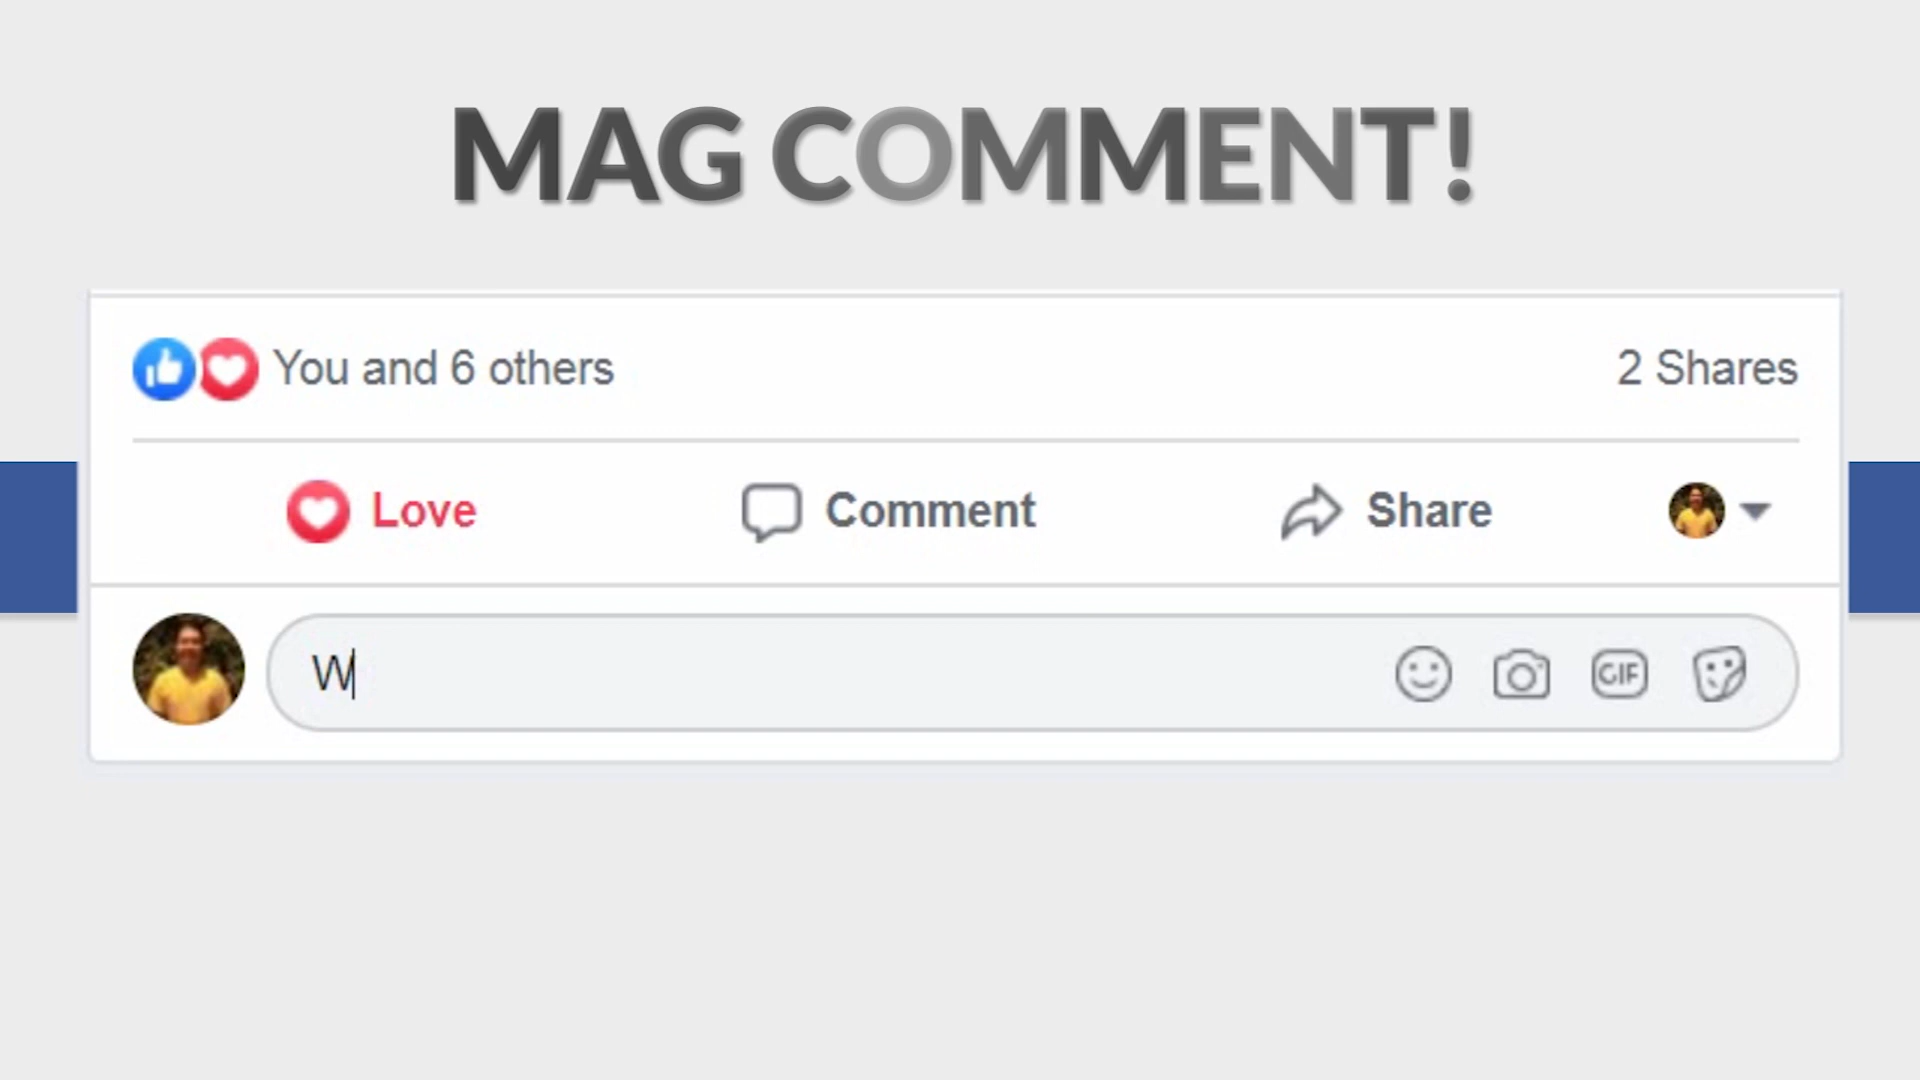 MAG COMMENT!
You and 6 others
2 Shares
Love
Comment
Share
W
GIF